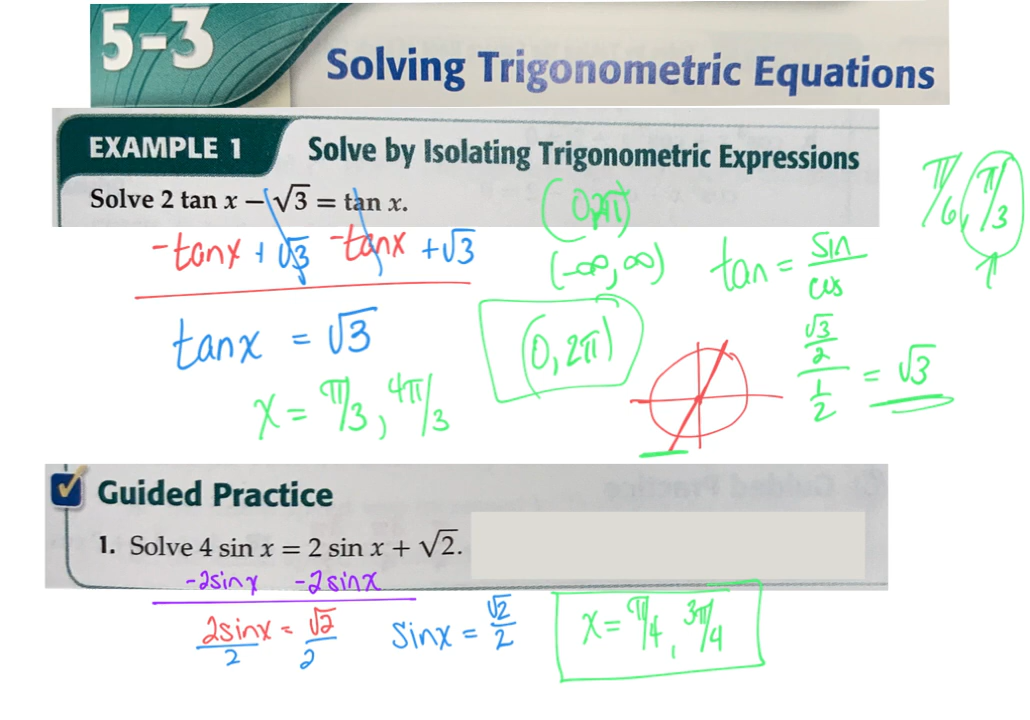 5-3
Solving Trigonometric Equations
EXAMPLE 1 Solve by Isolating Trigonometric Expressions
Solve 2 tan x − √3 = tan x.
-tanx + √3 -tanx + √3
tanx = √3
x = π/3, 4π/3
(0, 2π)
(-∞, ∞)
(0, 2π)
tan = sin/cos
(√3/2)/(1/2) = √3
π/6, π/3
Guided Practice
1. Solve 4 sin x = 2 sin x + √2.
-2sinx -2sinx
2sinx/2 = √2/2 sinx = √2/2 x = π/4, 3π/4